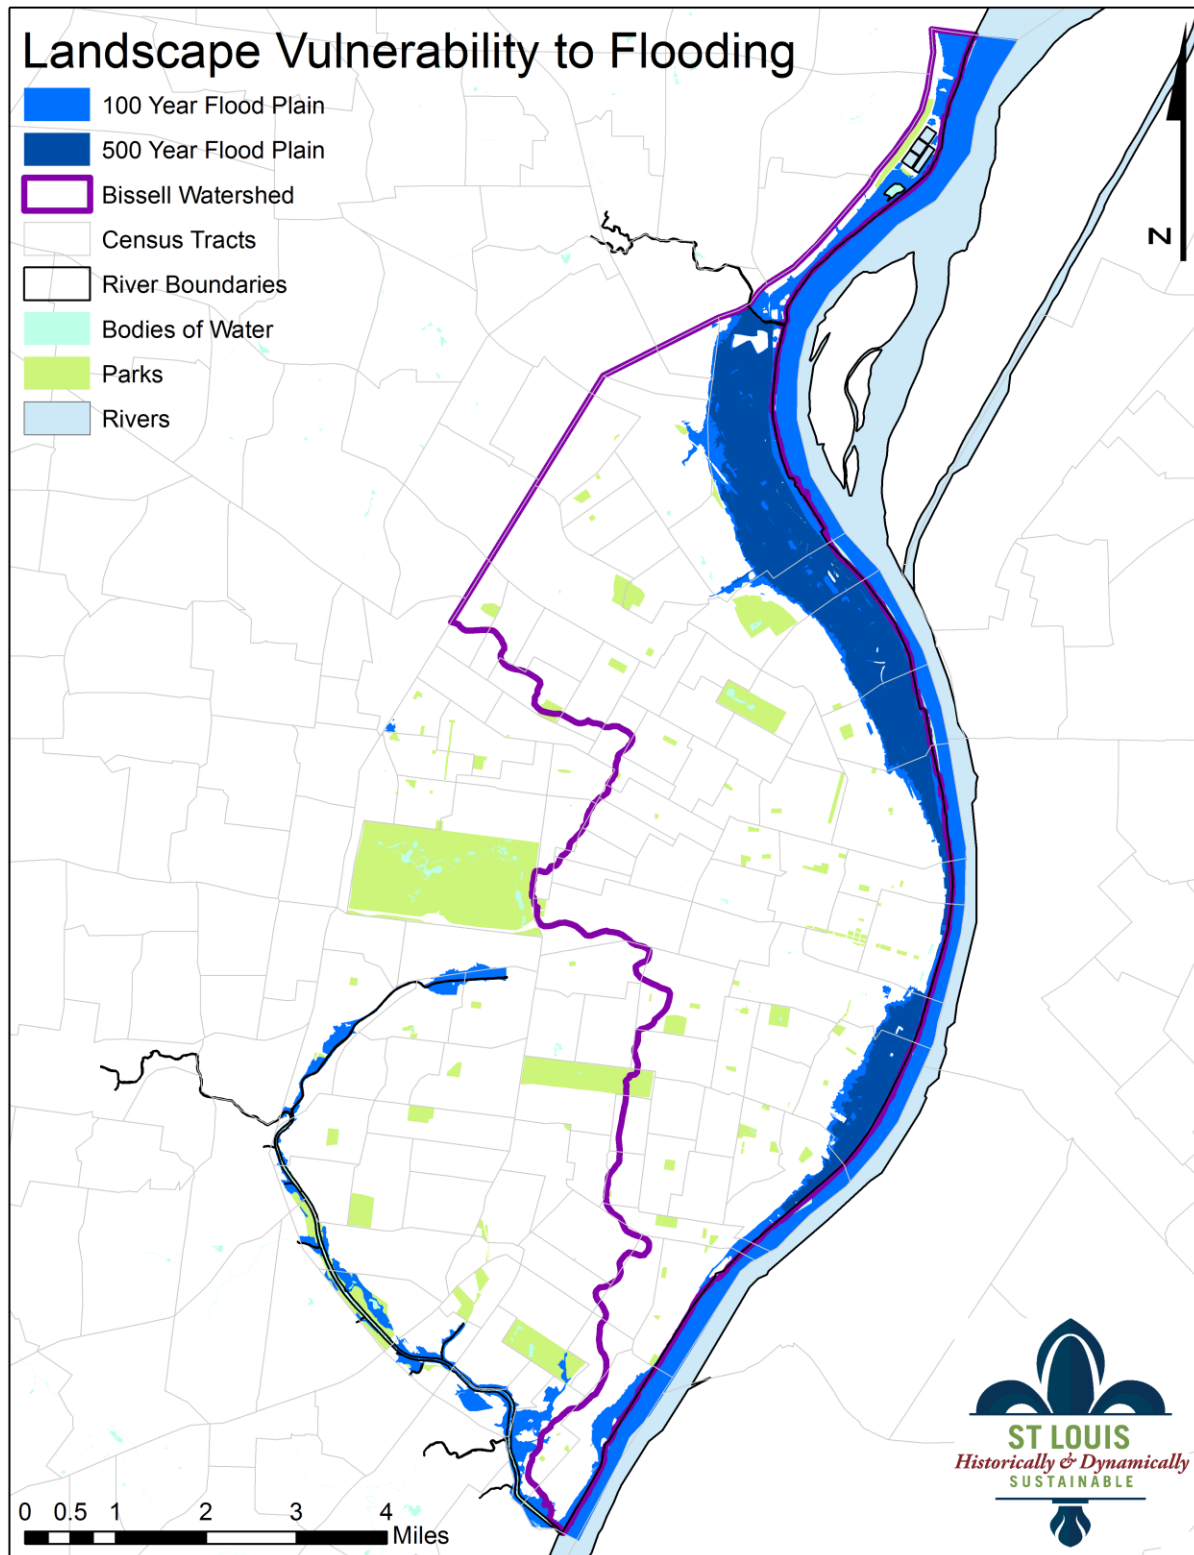 Landscape Vulnerability to Flooding
100 Year Flood Plain
500 Year Flood Plain
Bissell Watershed
Census Tracts
River Boundaries
Bodies of Water
Parks
Rivers
N
ST LOUIS
Historically & Dynamically
SUSTAINABLE
0 0.5 1 2 3 4
Miles